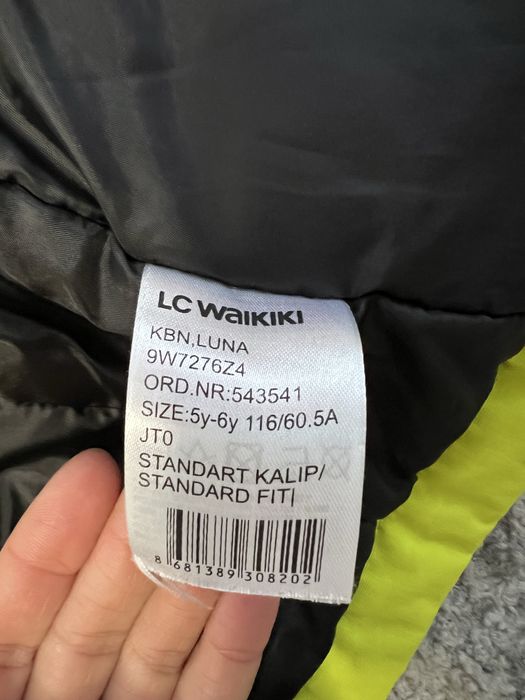 LC WAIKIKI
KBN,LUNA
9W7276Z4
ORD.NR:543541
SIZE:5y-6y 116/60.5A
JT0
STANDART KALIP/
STANDARD FIT|
8 681389 308202